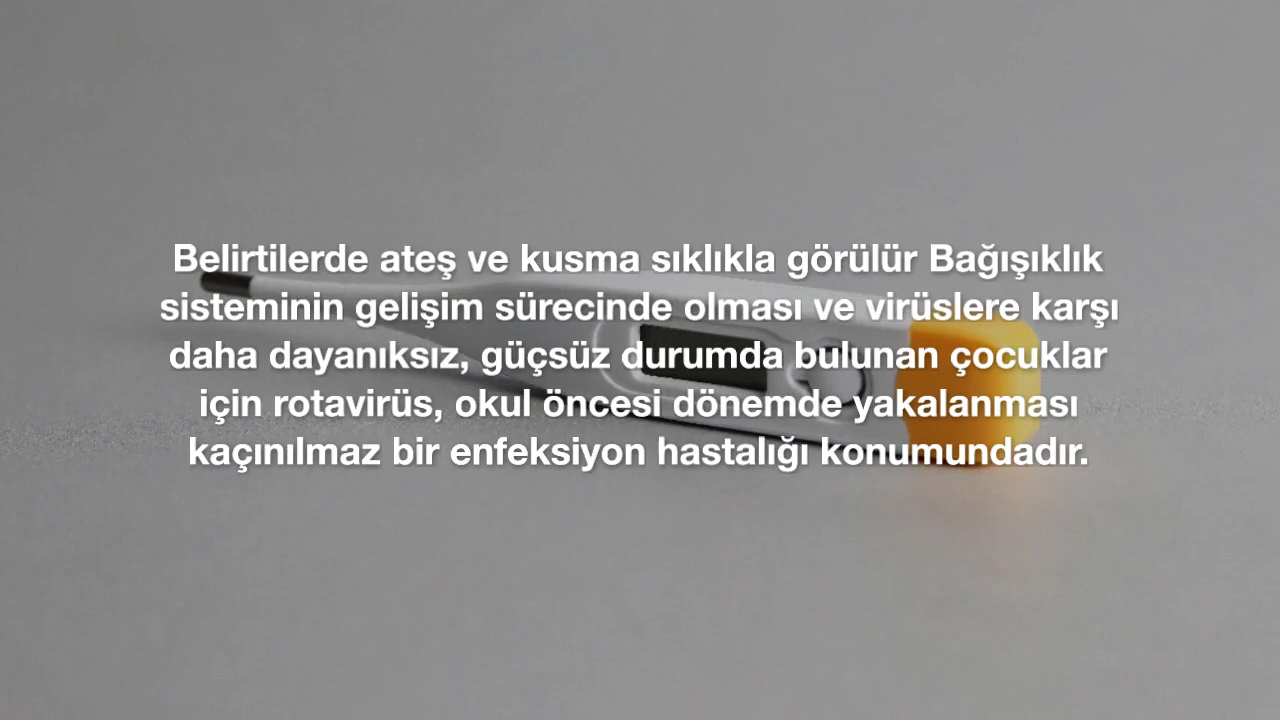 Belirtilerde ateş ve kusma sıklıkla görülür Bağışıklık
sisteminin gelişim sürecinde olması ve virüslere karşı
daha dayanıksız, güçsüz durumda bulunan çocuklar
için rotavirüs, okul öncesi dönemde yakalanması
kaçınılmaz bir enfeksiyon hastalığı konumundadır.